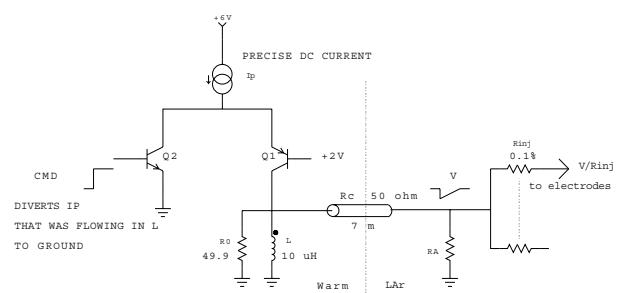 +6V
PRECISE DC CURRENT
Ip
Q2
Q1
+2V
CMD
DIVERTS IP
THAT WAS FLOWING IN L
TO GROUND
R0
49.9
L
10 uH
Rc 50 ohm
7 m
V
RA
Rinj
0.1%
V/Rinj
to electrodes
Warm
LAr